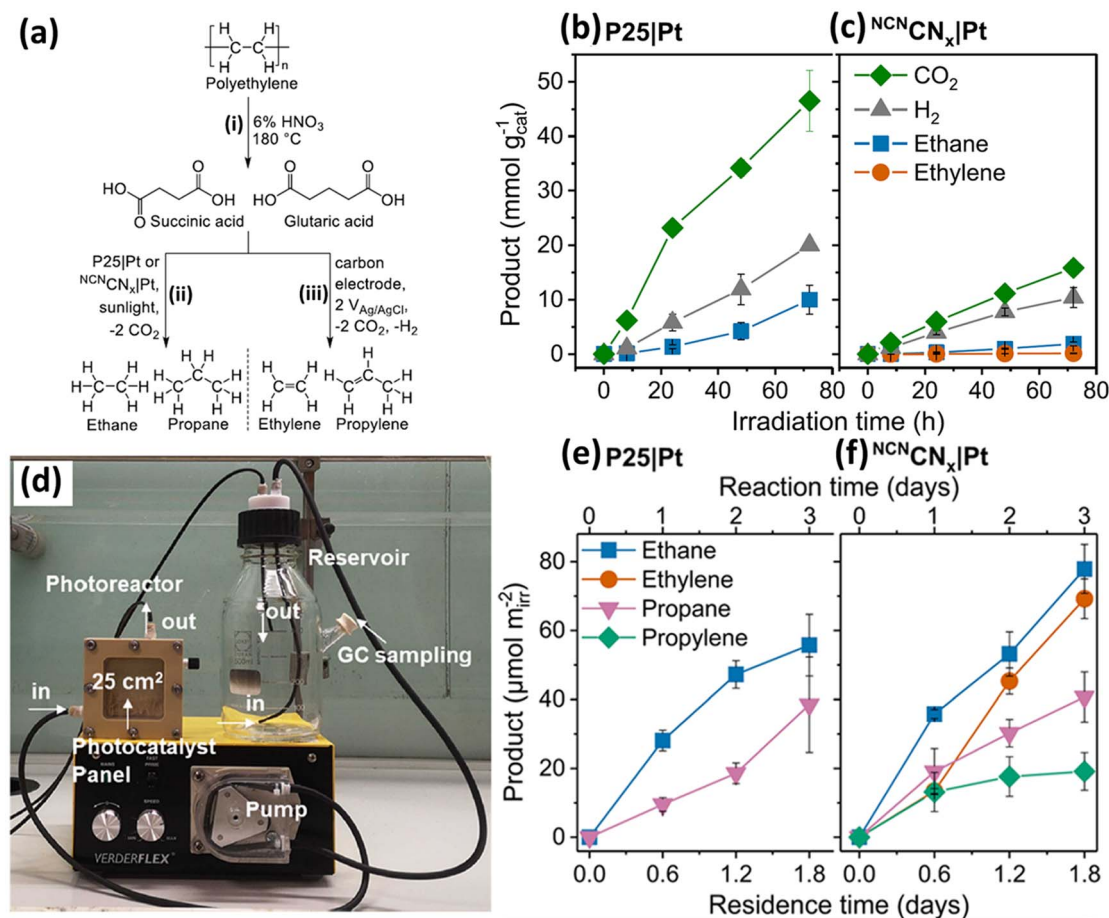 (a)
H H
C C
H H
n
Polyethylene
(i)
6% HNO₃
180 °C
O O
HO OH
O
Succinic acid
O O
HO OH
Glutaric acid
P25|Pt or
ᴺᶜᴺCNₓ|Pt,
sunlight,
-2 CO₂
(ii)
(iii)
carbon
electrode,
2 V Ag/AgCl,
-2 CO₂, -H₂
Ethane
Propane
Ethylene
Propylene
(b) P25|Pt
(c) ᴺᶜᴺCNₓ|Pt
CO₂
H₂
Ethane
Ethylene
Product (mmol g⁻¹cat)
50
40
30
20
10
0
0 20 40 60 80
0 20 40 60 80
Irradiation time (h)
(d)
Reservoir
Photoreactor
out
out
GC sampling
in
25 cm²
in
Photocatalyst
Panel
Pump
VERDERFLEX
(e) P25|Pt
(f) ᴺᶜᴺCNₓ|Pt
Reaction time (days)
0 1 2 3
0 1 2 3
Ethane
Ethylene
Propane
Propylene
Product (µmol m⁻²irr)
80
60
40
20
0
0.0 0.6 1.2 1.8
0.0 0.6 1.2 1.8
Residence time (days)